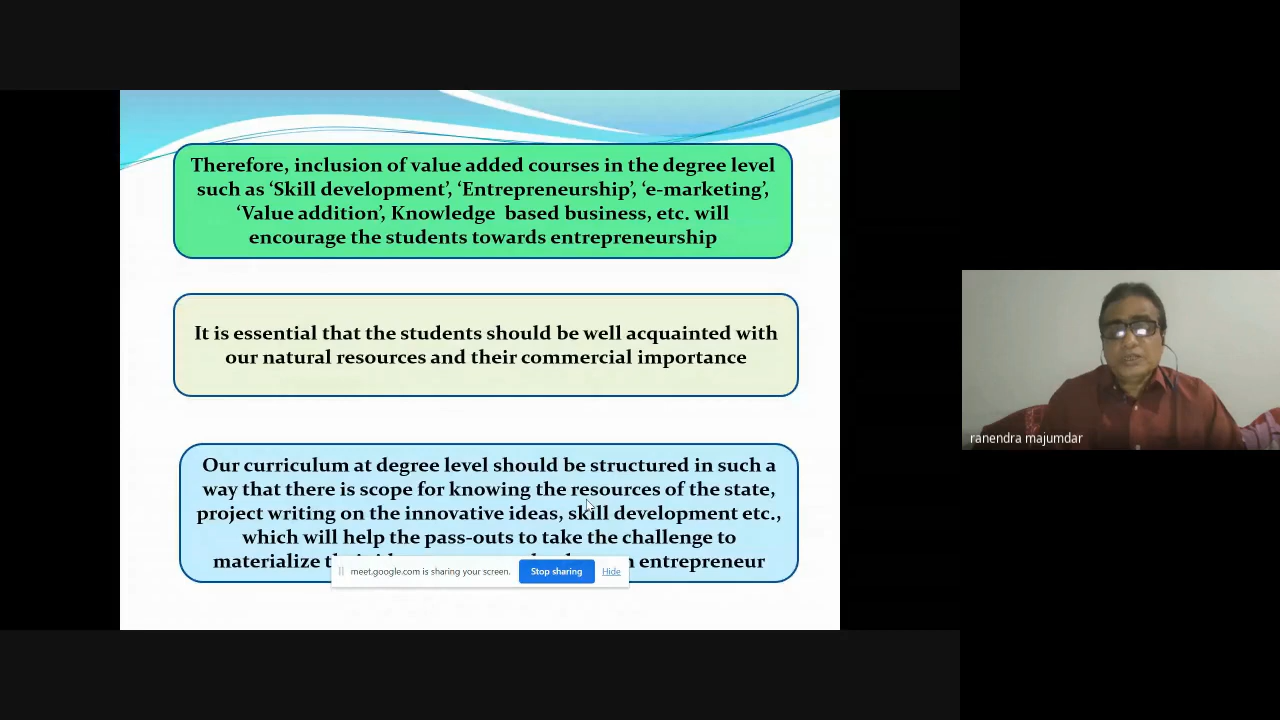 Therefore, inclusion of value added courses in the degree level
such as ‘Skill development’, ‘Entrepreneurship’, ‘e-marketing’,
‘Value addition’, Knowledge based business, etc. will
encourage the students towards entrepreneurship
It is essential that the students should be well acquainted with
our natural resources and their commercial importance
Our curriculum at degree level should be structured in such a
way that there is scope for knowing the resources of the state,
project writing on the innovative ideas, skill development etc.,
which will help the pass-outs to take the challenge to
materialize entrepreneur
meet.google.com is sharing your screen. Stop sharing Hide
ranendra majumdar